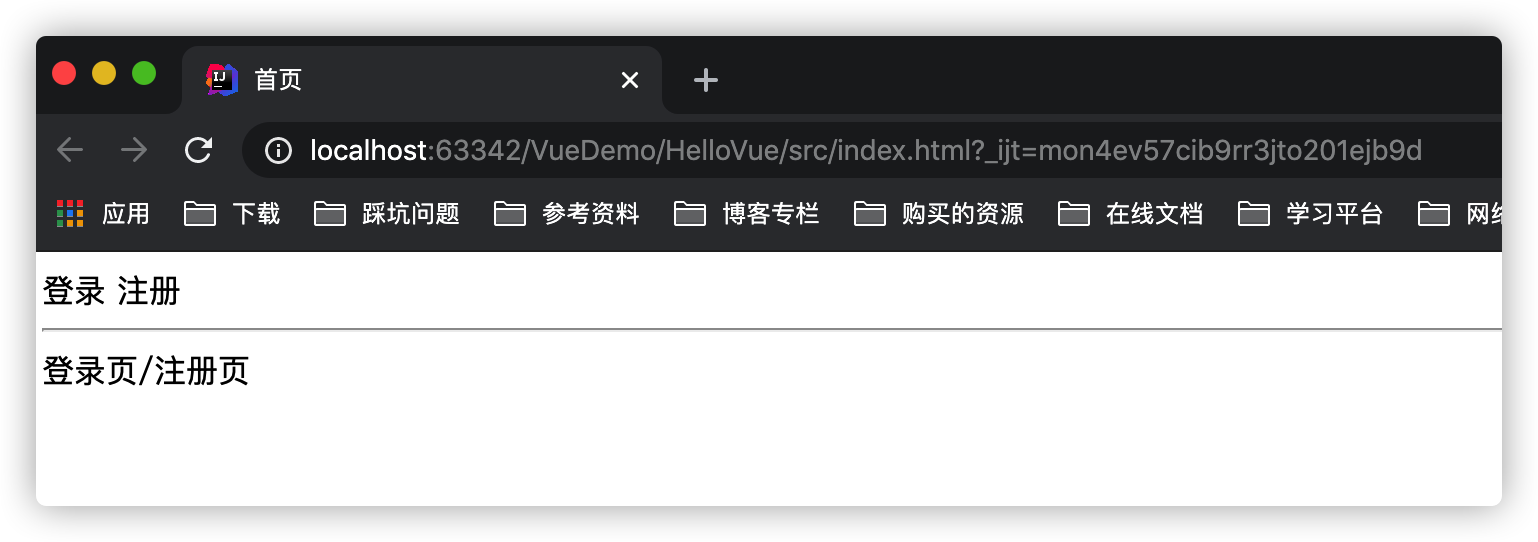 首页
localhost:63342/VueDemo/HelloVue/src/index.html?_ijt=mon4ev57cib9rr3jto201ejb9d
应用 下载 踩坑问题 参考资料 博客专栏 购买的资源 在线文档 学习平台 网络
登录 注册
登录页/注册页